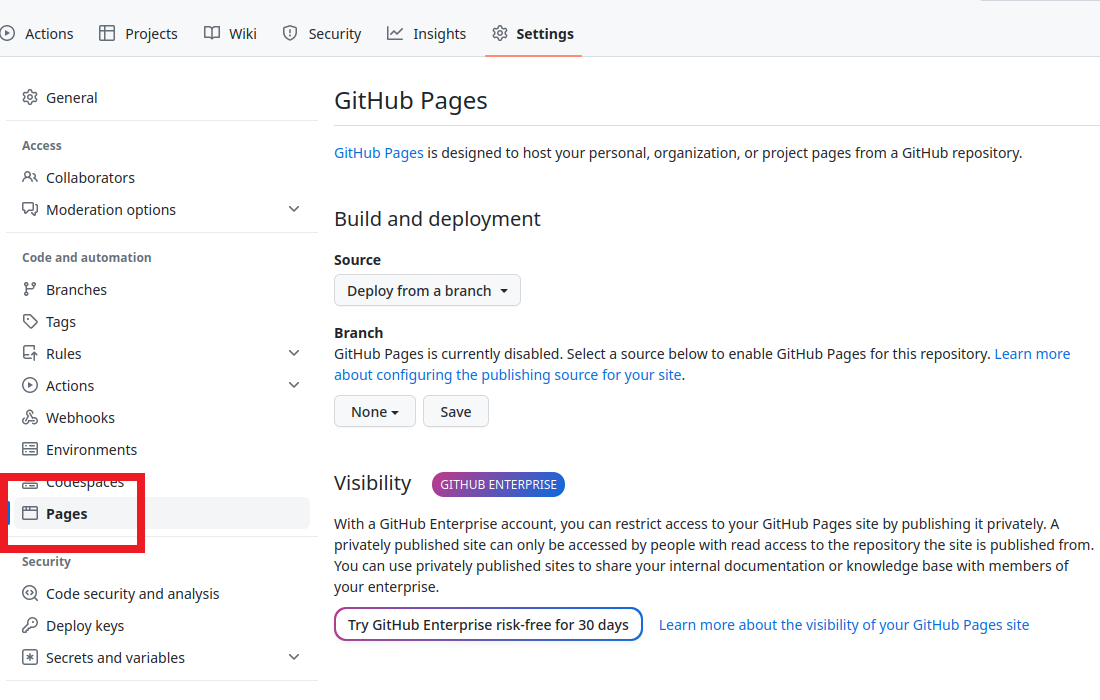 Actions Projects Wiki Security Insights Settings
General
Access
Collaborators
Moderation options
Code and automation
Branches
Tags
Rules
Actions
Webhooks
Environments
Codespaces
Pages
Security
Code security and analysis
Deploy keys
Secrets and variables
GitHub Pages
GitHub Pages is designed to host your personal, organization, or project pages from a GitHub repository.
Build and deployment
Source
Deploy from a branch
Branch
GitHub Pages is currently disabled. Select a source below to enable GitHub Pages for this repository. Learn more
about configuring the publishing source for your site.
None Save
Visibility GITHUB ENTERPRISE
With a GitHub Enterprise account, you can restrict access to your GitHub Pages site by publishing it privately. A
privately published site can only be accessed by people with read access to the repository the site is published from.
You can use privately published sites to share your internal documentation or knowledge base with members of
your enterprise.
Try GitHub Enterprise risk-free for 30 days Learn more about the visibility of your GitHub Pages site